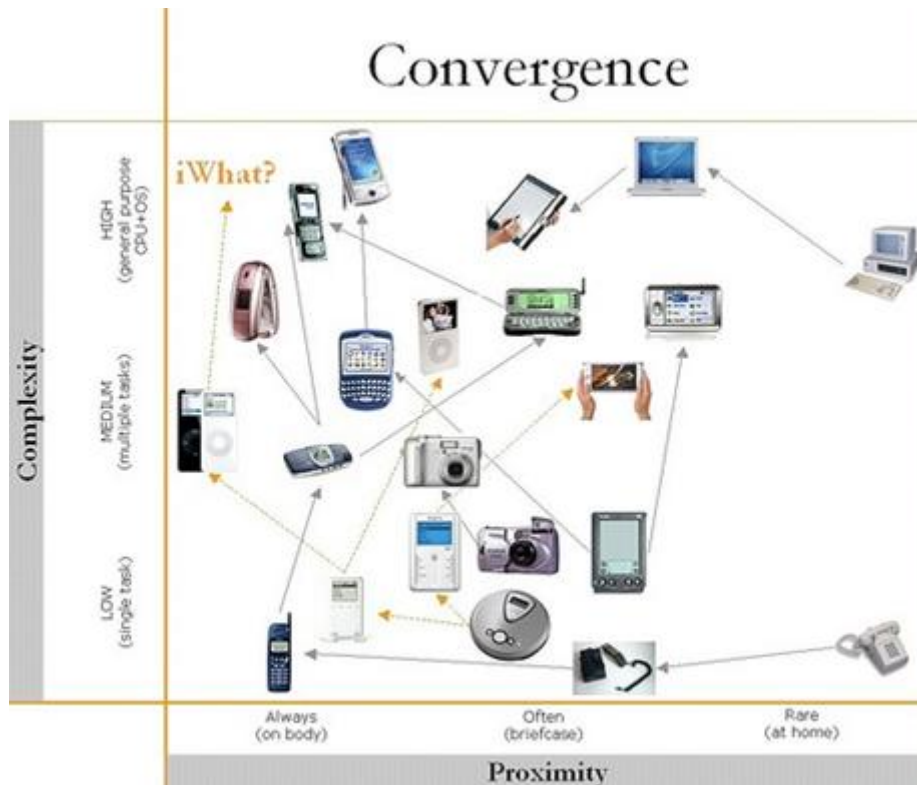 Convergence
iWhat?
Complexity
HIGH
(general purpose
CPU+OS)
MEDIUM
(multiple tasks)
LOW
(single task)
Always
(on body)
Often
(briefcase)
Rare
(at home)
Proximity